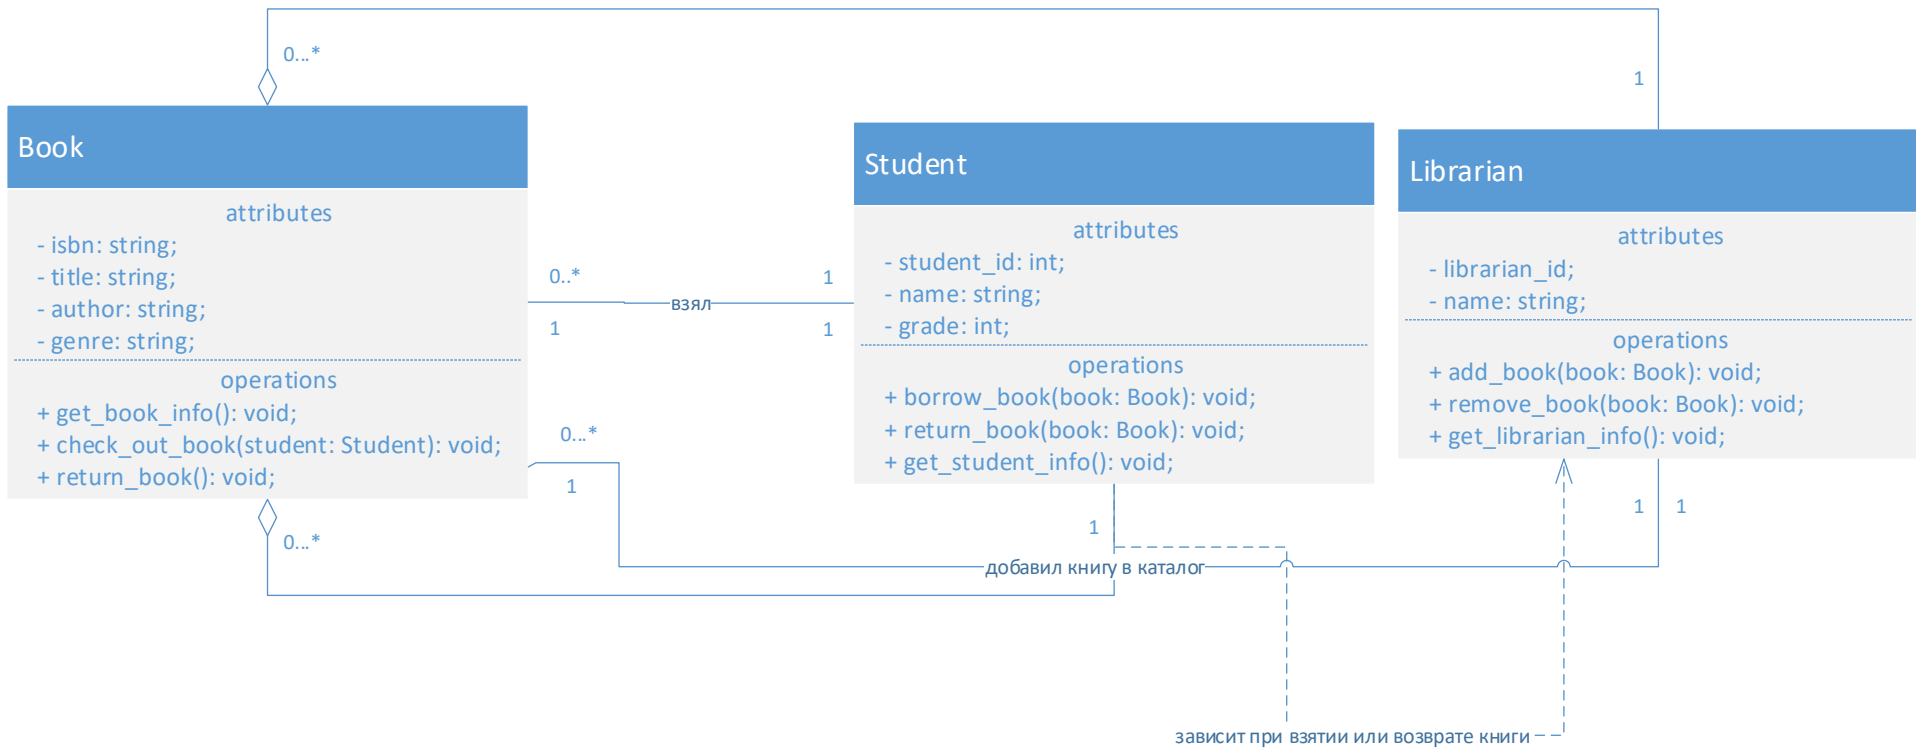 0...*
1
Book
attributes
- isbn: string;
- title: string;
- author: string;
- genre: string;
operations
+ get_book_info(): void;
+ check_out_book(student: Student): void;
+ return_book(): void;
0..*
1
взял
1
1
Student
attributes
- student_id: int;
- name: string;
- grade: int;
operations
+ borrow_book(book: Book): void;
+ return_book(book: Book): void;
+ get_student_info(): void;
Librarian
attributes
- librarian_id;
- name: string;
operations
+ add_book(book: Book): void;
+ remove_book(book: Book): void;
+ get_librarian_info(): void;
0...*
1
0...*
1
1
1
добавил книгу в каталог
зависит при взятии или возврате книги